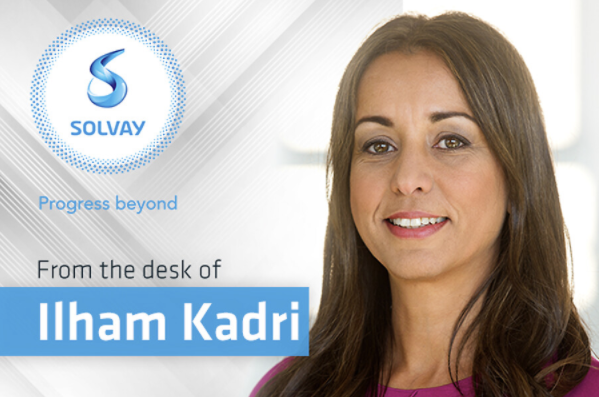 SOLVAY
Progress beyond
From the desk of
Ilham Kadri